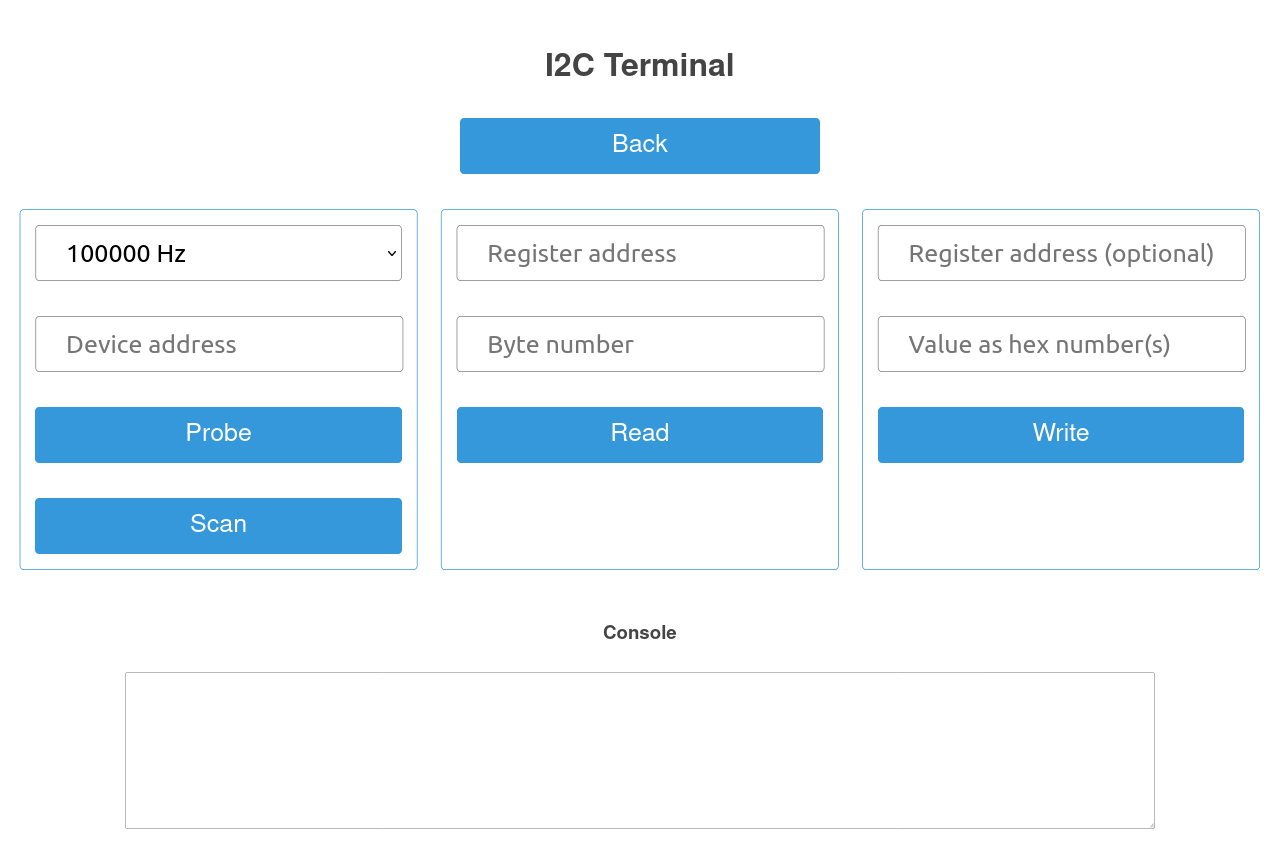 I2C Terminal
Back
100000 Hz
Device address
Probe
Scan
Register address
Byte number
Read
Register address (optional)
Value as hex number(s)
Write
Console